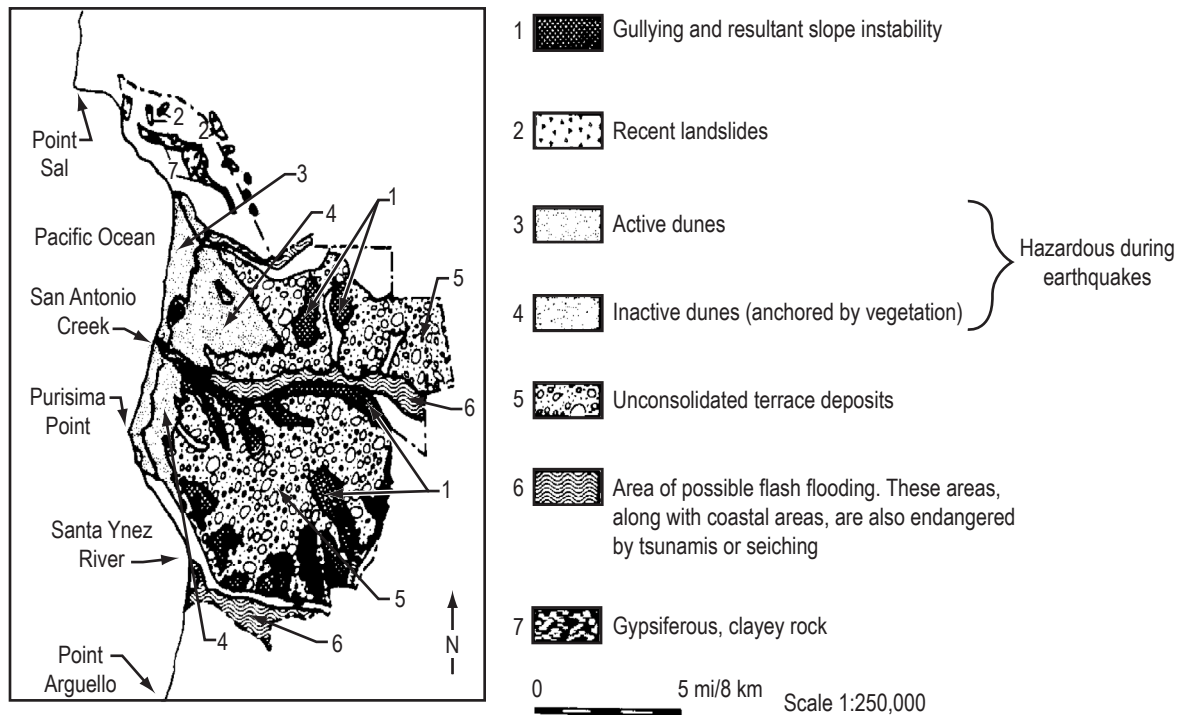 Point
Sal
2
2
7
3
4
1
Pacific Ocean
5
San Antonio
Creek
Purisima
Point
6
1
Santa Ynez
River
5
4
6
N
Point
Arguello
1 Gullying and resultant slope instability
2 Recent landslides
3 Active dunes
4 Inactive dunes (anchored by vegetation)
Hazardous during
earthquakes
5 Unconsolidated terrace deposits
6 Area of possible flash flooding. These areas,
along with coastal areas, are also endangered
by tsunamis or seiching
7 Gypsiferous, clayey rock
0 5 mi/8 km Scale 1:250,000